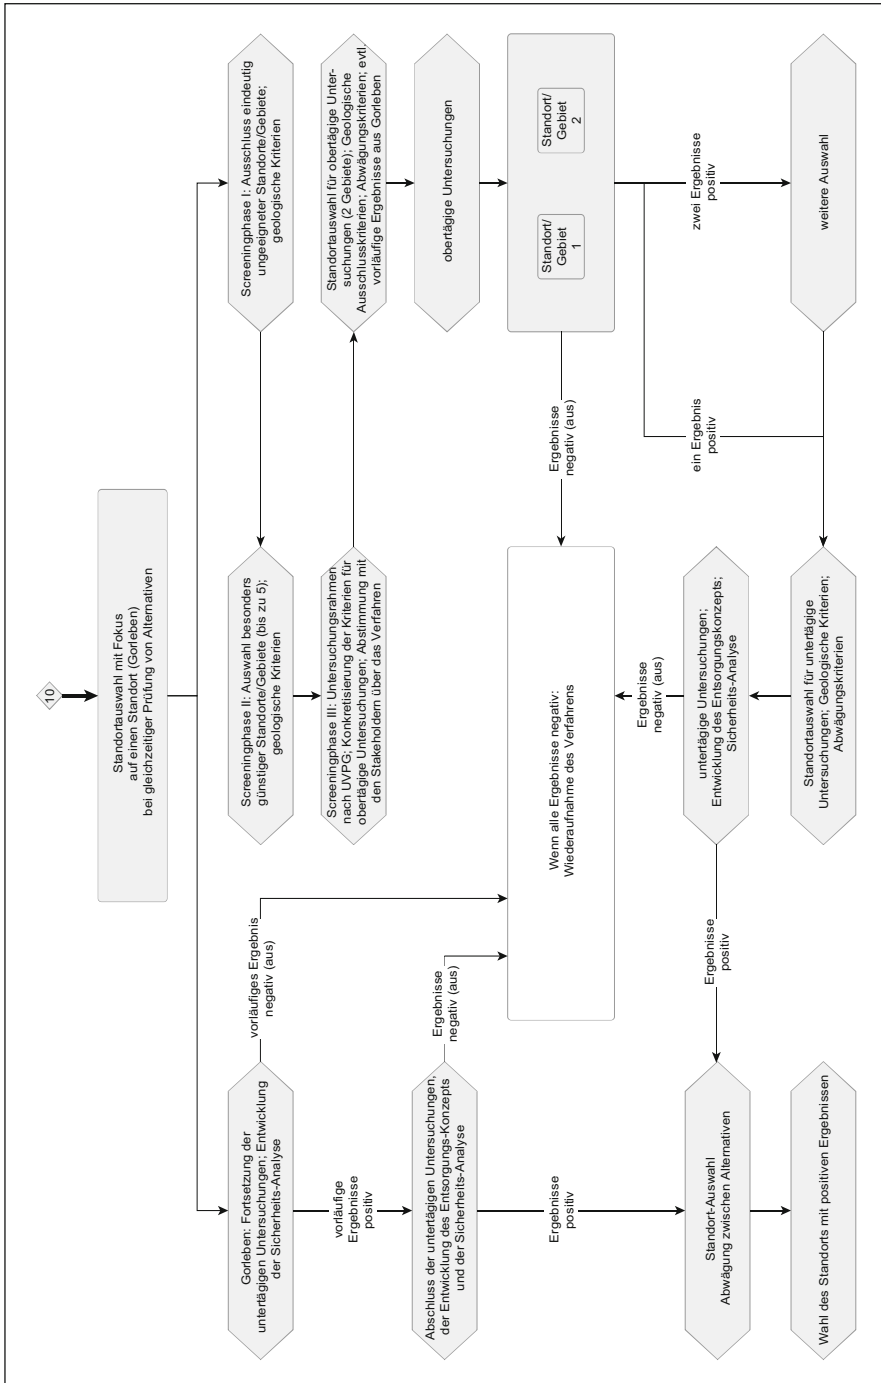 10
Standortauswahl mit Fokus
auf einen Standort (Gorleben)
bei gleichzeitiger Prüfung von Alternativen
Gorleben: Fortsetzung der
untertägigen Untersuchungen; Entwicklung
der Sicherheits-Analyse
Screeningphase II: Auswahl besonders
günstiger Standorte/Gebiete (bis zu 5);
geologische Kriterien
Screeningphase I: Ausschluss eindeutig
ungeeigneter Standorte/Gebiete;
geologische Kriterien
vorläufiges Ergebnis
negativ (aus)
vorläufige
Ergebnisse
positiv
Screeningphase III: Untersuchungsrahmen
nach UVPG; Konkretisierung der Kriterien für
obertägige Untersuchungen; Abstimmung mit
den Stakeholdern über das Verfahren
Standortauswahl für obertägige Unter-
suchungen (2 Gebiete); Geologische
Ausschlusskriterien; Abwägungskriterien; evtl.
vorläufige Ergebnisse aus Gorleben
Abschluss der untertägigen Untersuchungen,
der Entwicklung des Entsorgungs-Konzepts
und der Sicherheits-Analyse
Ergebnisse
negativ (aus)
obertägige Untersuchungen
Ergebnisse
positiv
Wenn alle Ergebnisse negativ:
Wiederaufnahme des Verfahrens
Ergebnisse
negativ (aus)
Standort/
Gebiet
1
Standort/
Gebiet
2
Ergebnisse
negativ (aus)
ein Ergebnis
positiv
zwei Ergebnisse
positiv
Standort-Auswahl
Abwägung zwischen Alternativen
Ergebnisse
positiv
untertägige Untersuchungen;
Entwicklung des Entsorgungskonzepts;
Sicherheits-Analyse
Wahl des Standorts mit positiven Ergebnissen
Standortauswahl für untertägige
Untersuchungen; Geologische Kriterien;
Abwägungskriterien
weitere Auswahl